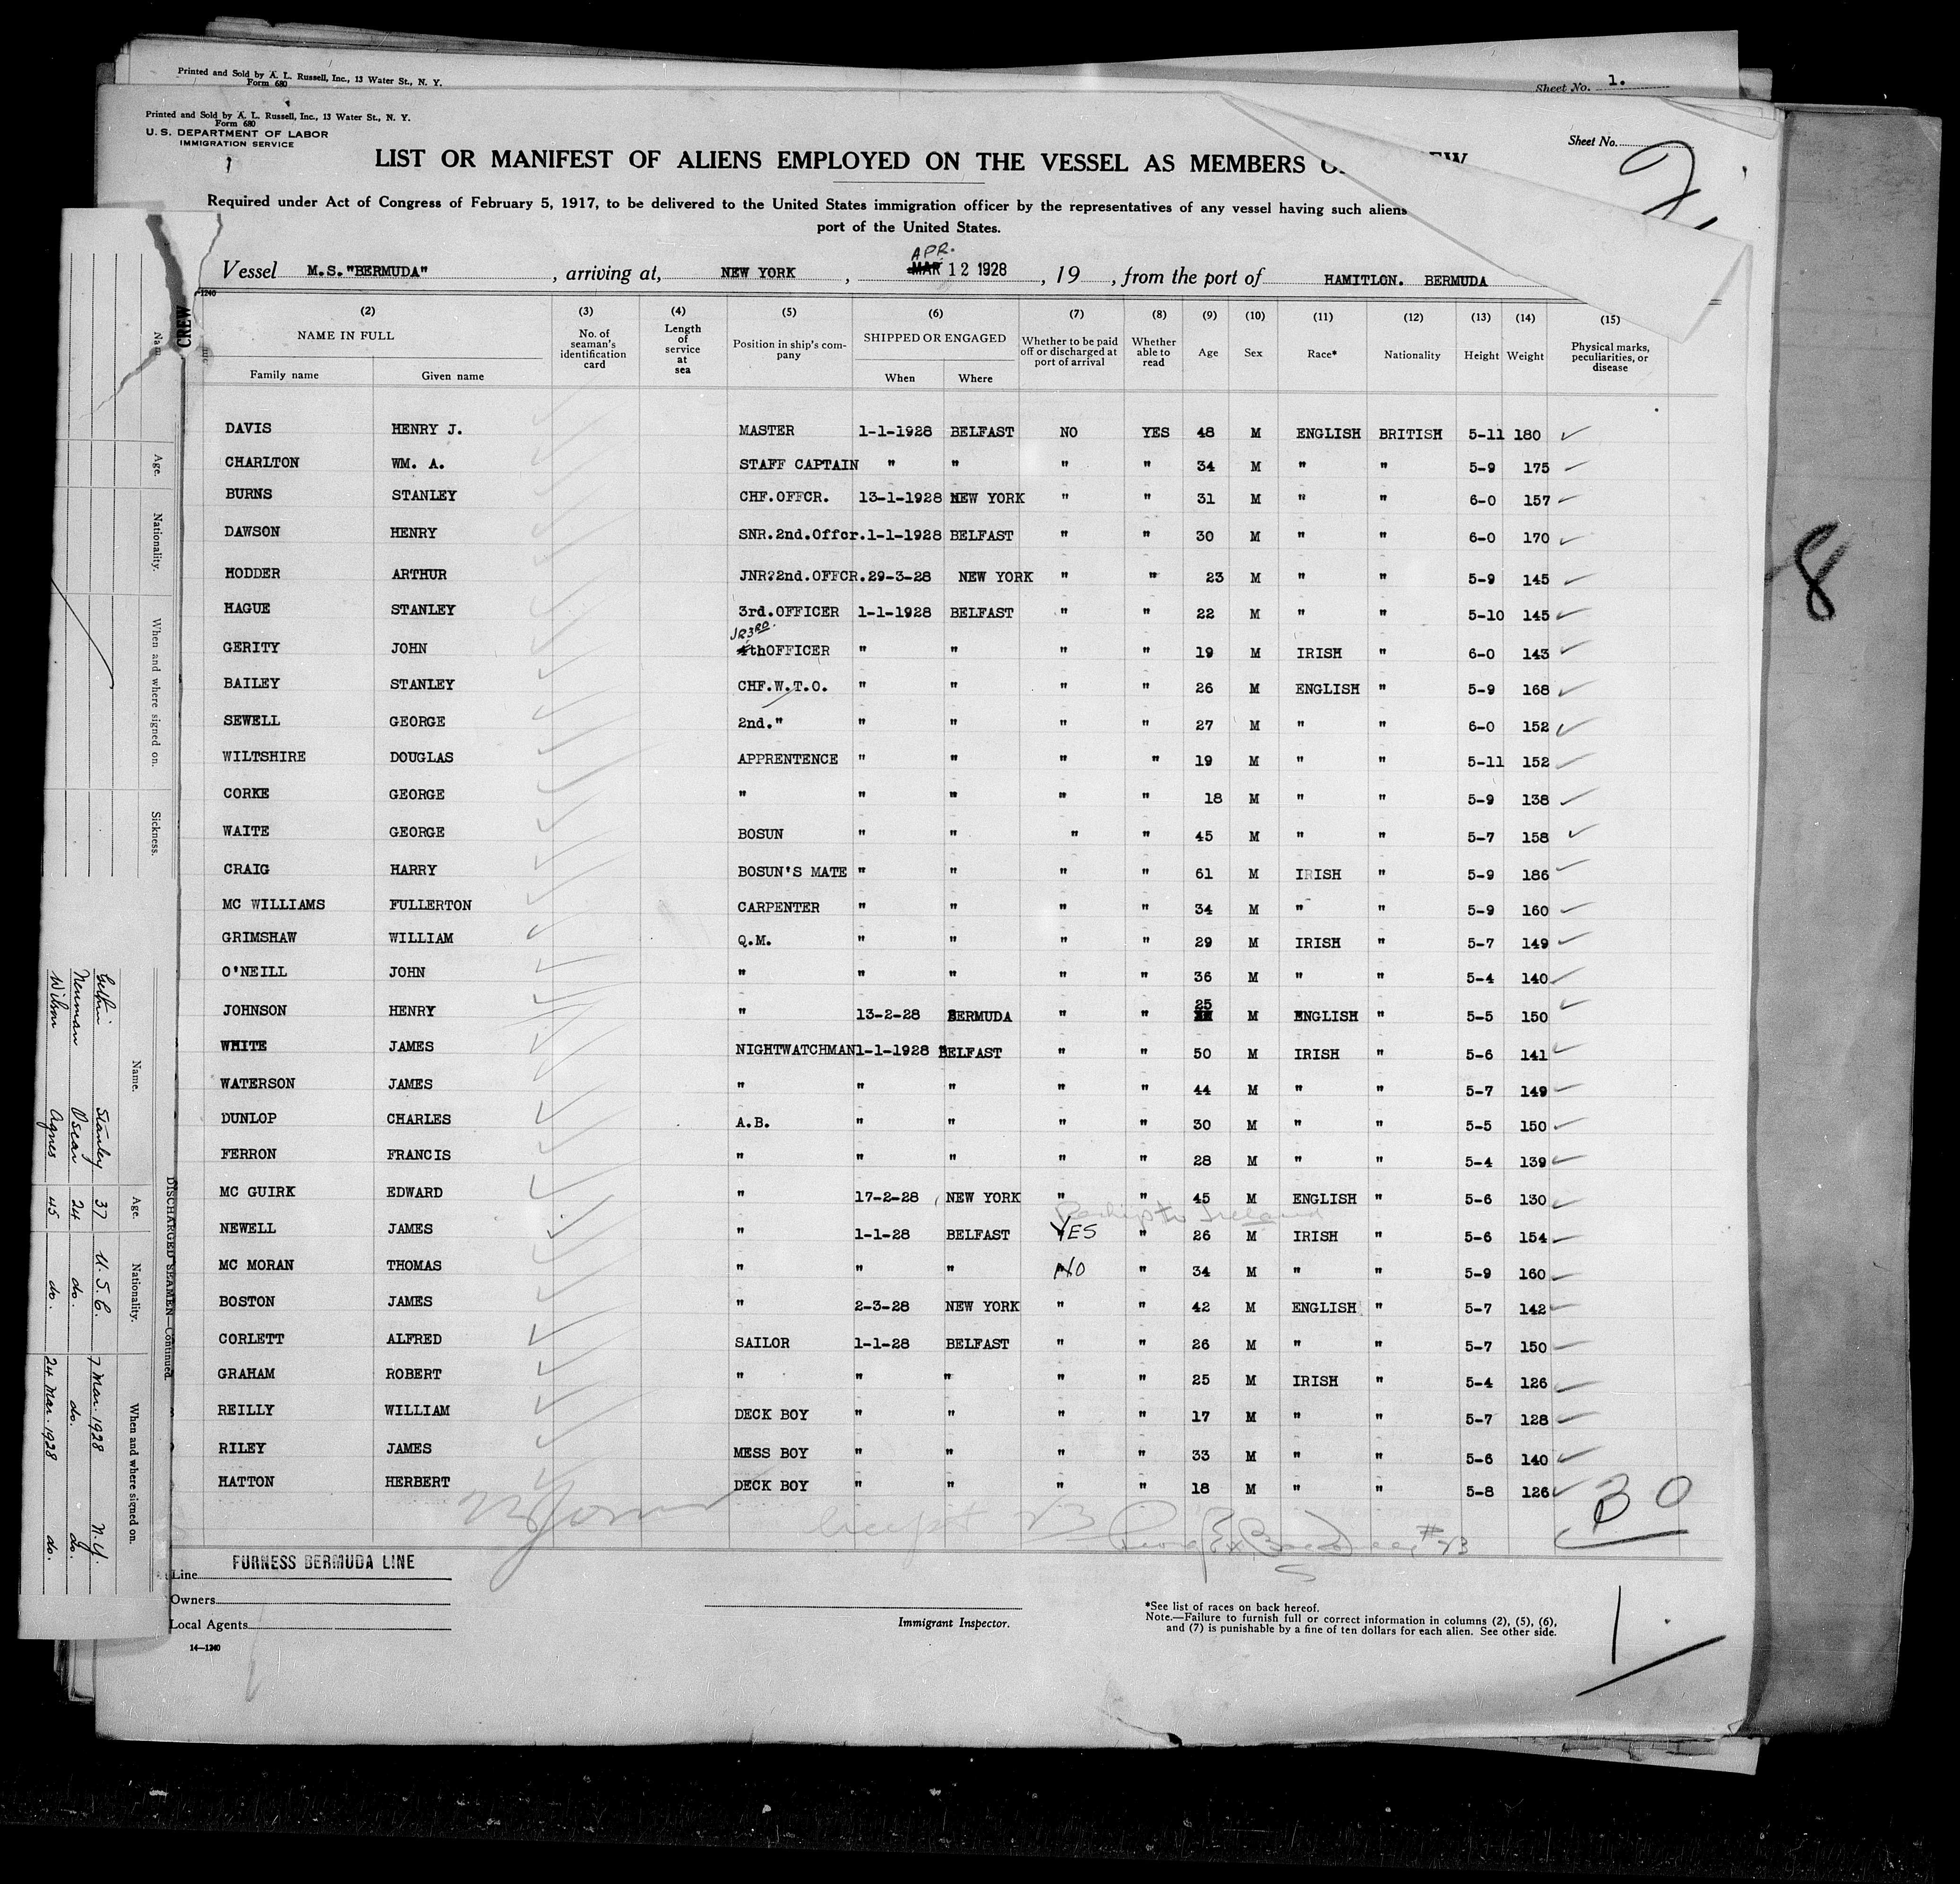 Printed and Sold by A. L. Russell, Inc., 13 Water St., N. Y.
Form 680
Sheet No. 1.
Printed and Sold by A. L. Russell, Inc., 13 Water St., N. Y.
Form 680
U. S. DEPARTMENT OF LABOR
IMMIGRATION SERVICE
Sheet No.
LIST OR MANIFEST OF ALIENS EMPLOYED ON THE VESSEL AS MEMBERS O
Required under Act of Congress of February 5, 1917, to be delivered to the United States immigration officer by the representatives of any vessel having such aliens
port of the United States.
APR.
Vessel M.S."BERMUDA", arriving at, NEW YORK, MAR 12 1928, 19, from the port of HAMITLON. BERMUDA
(2) (3) (4) (5) (6) (7) (8) (9) (10) (11) (12) (13) (14) (15)
NAME IN FULL No. of seaman's identification card Length of service at sea Position in ship's company SHIPPED OR ENGAGED Whether to be paid off or discharged at port of arrival Whether able to read Age Sex Race* Nationality Height Weight Physical marks, peculiarities, or disease
Family name Given name When Where
DAVIS HENRY J. MASTER 1-1-1928 BELFAST NO YES 48 M ENGLISH BRITISH 5-11 180
CHARLTON WM. A. STAFF CAPTAIN " " " " 34 M " " 5-9 175
BURNS STANLEY CHF.OFFCR. 13-1-1928 NEW YORK " " 31 M " " 6-0 157
DAWSON HENRY SNR.2nd.Offcr. 1-1-1928 BELFAST " " 30 M " " 6-0 170
HODDER ARTHUR JNR?2nd.OFFCR. 29-3-28 NEW YORK " " 23 M " " 5-9 145
HAGUE STANLEY 3rd.OFFICER 1-1-1928 BELFAST " " 22 M " " 5-10 145
JR 3RD.
GERITY JOHN 4thOFFICER " " " " 19 M IRISH " 6-0 143
BAILEY STANLEY CHF.W.T.O. " " " " 26 M ENGLISH " 5-9 168
SEWELL GEORGE 2nd." " " " " 27 M " " 6-0 152
WILTSHIRE DOUGLAS APPRENTENCE " " " " 19 M " " 5-11 152
CORKE GEORGE " " " " " 18 M " " 5-9 138
WAITE GEORGE BOSUN " " " " 45 M " " 5-7 158
CRAIG HARRY BOSUN'S MATE " " " " 61 M IRISH " 5-9 186
MC WILLIAMS FULLERTON CARPENTER " " " " 34 M " " 5-9 160
GRIMSHAW WILLIAM Q.M. " " " " 29 M IRISH " 5-7 149
O'NEILL JOHN " " " " " 36 M " " 5-4 140
JOHNSON HENRY " 13-2-28 BERMUDA " " 25 M ENGLISH " 5-5 150
WHITE JAMES NIGHTWATCHMAN 1-1-1928 BELFAST " " 50 M IRISH " 5-6 141
WATERSON JAMES " " " " " 44 M " " 5-7 149
DUNLOP CHARLES A.B. " " " " 30 M " " 5-5 150
FERRON FRANCIS " " " " " 28 M " " 5-4 139
MC GUIRK EDWARD " 17-2-28 NEW YORK " " 45 M ENGLISH " 5-6 130
to Ireland
NEWELL JAMES " 1-1-28 BELFAST YES " 26 M IRISH " 5-6 154
MC MORAN THOMAS " " " NO " 34 M " " 5-9 160
BOSTON JAMES " 2-3-28 NEW YORK " " 42 M ENGLISH " 5-7 142
CORLETT ALFRED SAILOR 1-1-28 BELFAST " " 26 M " " 5-7 150
GRAHAM ROBERT " " " " " 25 M IRISH " 5-4 126
REILLY WILLIAM DECK BOY " " " " 17 M " " 5-7 128
RILEY JAMES MESS BOY " " " " 33 M " " 5-6 140
HATTON HERBERT DECK BOY " " " " 18 M " " 5-8 126
30
FURNESS BERMUDA LINE
Line
Owners
Local Agents
Immigrant Inspector.
*See list of races on back hereof.
Note.—Failure to furnish full or correct information in columns (2), (5), (6),
and (7) is punishable by a fine of ten dollars for each alien. See other side.
14—1240
1.
8
CREW
Age. Nationality. When and where signed on. Sickness.
DISCHARGED SEAMEN—Continued
Name. Age. Nationality. When and where signed on.
Stanley 37 U.S.C. 7 Mar. 1928 N.Y.
Neumann Oscar 24 do. do. do.
Wilson Agnes 45 do. 24 Mar. 1928 do.